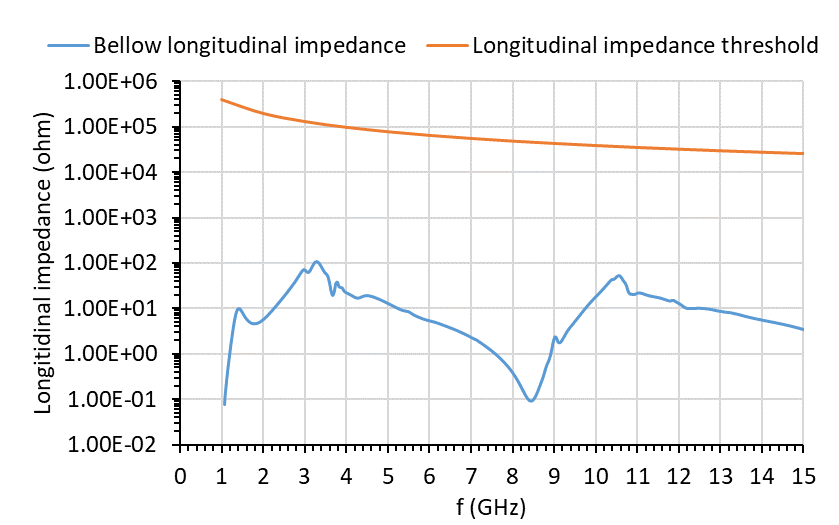 Bellow longitudinal impedance Longitudinal impedance threshold
Longitidinal impedance (ohm)
1.00E+06
1.00E+05
1.00E+04
1.00E+03
1.00E+02
1.00E+01
1.00E+00
1.00E-01
1.00E-02
0 1 2 3 4 5 6 7 8 9 10 11 12 13 14 15
f (GHz)